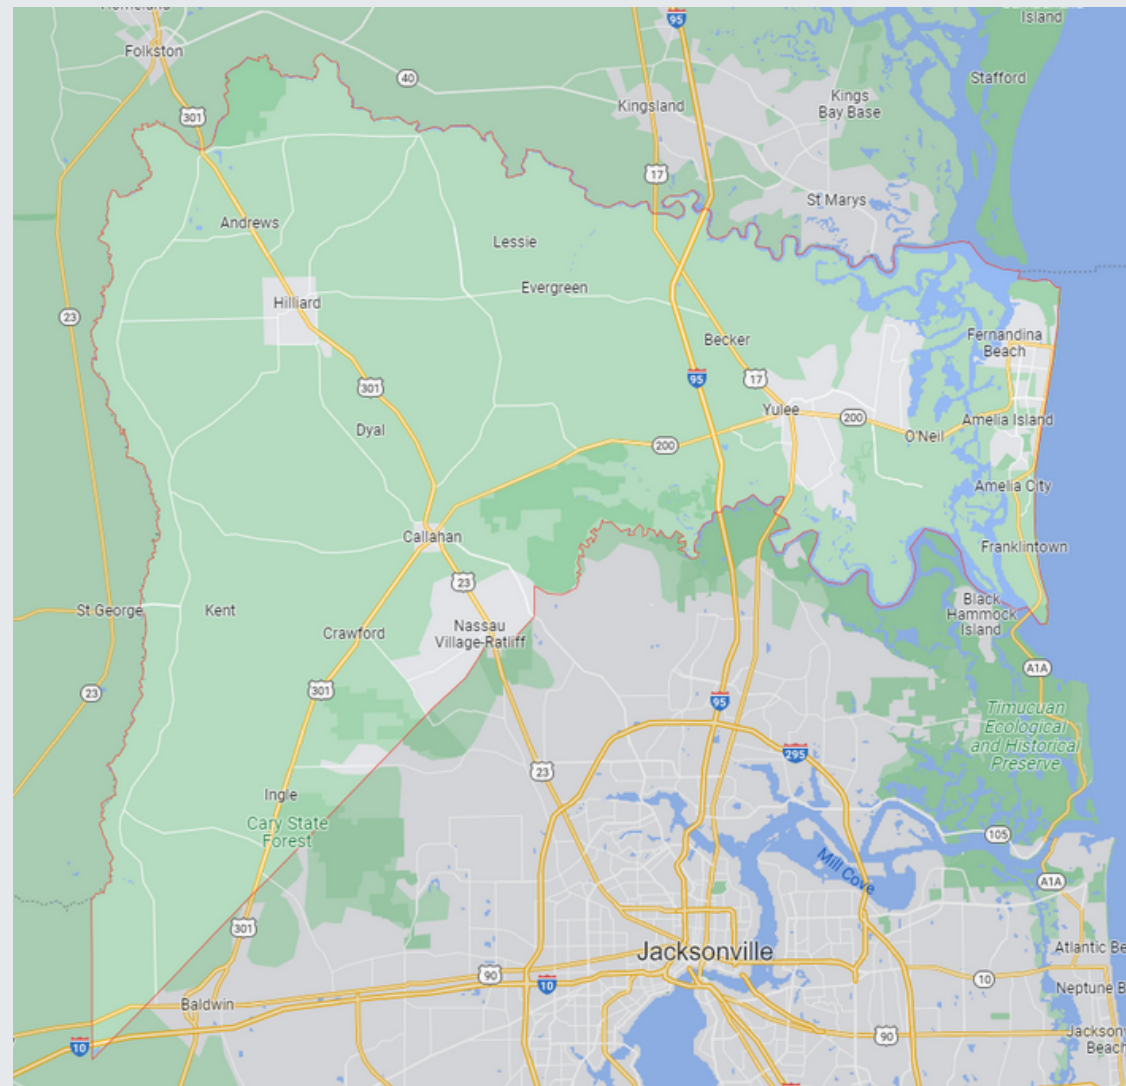 Homeland
Island
95
Folkston
40
Stafford
Kings
Bay Base
Kingsland
301
17
St Marys
Andrews
Lessie
Evergreen
Hilliard
23
Fernandina
Beach
Becker
95
17
301
Yulee
200
Amelia Island
Dyal
O'Neil
200
Amelia City
Callahan
Franklintown
23
Black
Hammock
Island
St George
Kent
Nassau
Village-Ratliff
Crawford
A1A
301
23
95
Timucuan
Ecological
and Historical
Preserve
295
23
Ingle
Cary State
Forest
105
Mill Cove
A1A
301
Jacksonville
Atlantic Be
90
10
10
Neptune B
Baldwin
10
90
Jackson
Beach